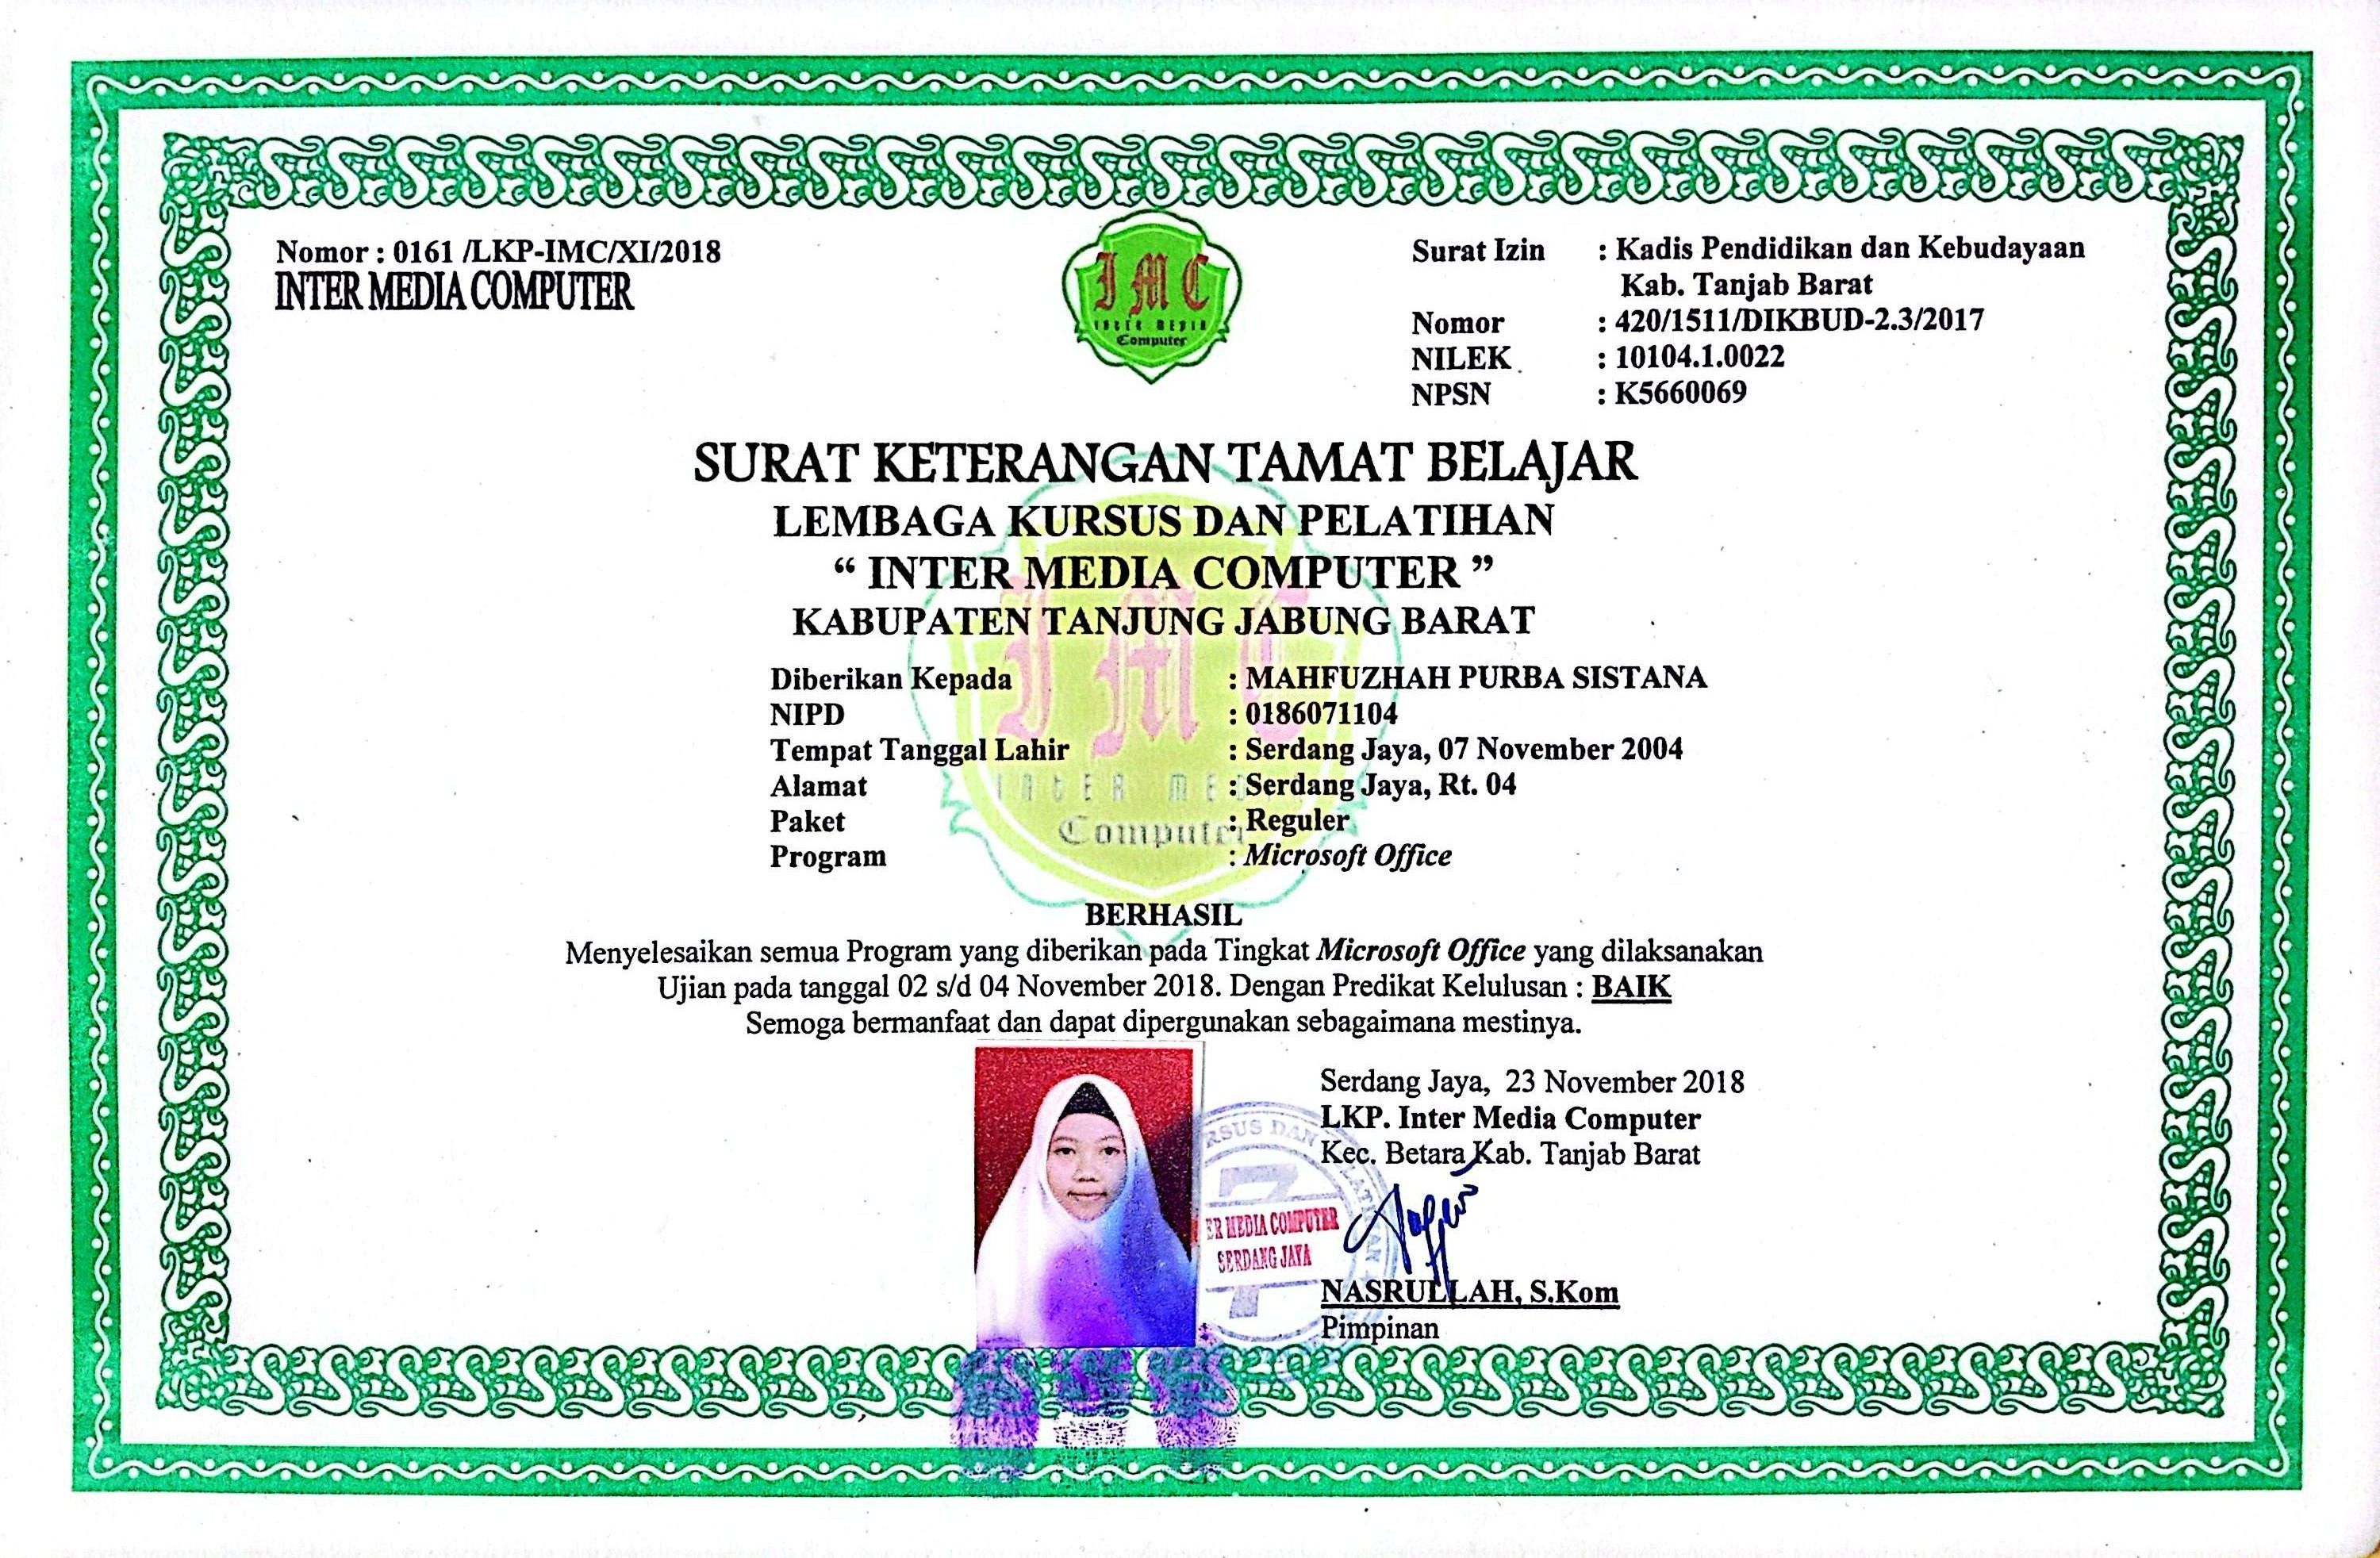 Nomor : 0161 /LKP-IMC/XI/2018
INTER MEDIA COMPUTER
I M C
INTER MEDIA
Computer
Surat Izin : Kadis Pendidikan dan Kebudayaan
Kab. Tanjab Barat
Nomor : 420/1511/DIKBUD-2.3/2017
NILEK : 10104.1.0022
NPSN : K5660069
SURAT KETERANGAN TAMAT BELAJAR
LEMBAGA KURSUS DAN PELATIHAN
“ INTER MEDIA COMPUTER ”
KABUPATEN TANJUNG JABUNG BARAT
Diberikan Kepada : MAHFUZHAH PURBA SISTANA
NIPD : 0186071104
Tempat Tanggal Lahir : Serdang Jaya, 07 November 2004
Alamat : Serdang Jaya, Rt. 04
Paket : Reguler
Program : Microsoft Office
I M C
INTER MEDI
Computer
BERHASIL
Menyelesaikan semua Program yang diberikan pada Tingkat Microsoft Office yang dilaksanakan
Ujian pada tanggal 02 s/d 04 November 2018. Dengan Predikat Kelulusan : BAIK
Semoga bermanfaat dan dapat dipergunakan sebagaimana mestinya.
Serdang Jaya, 23 November 2018
LKP. Inter Media Computer
Kec. Betara Kab. Tanjab Barat
RSUS DAN LATIHAN
ER MEDIA COMPUTER
SERDANG JAYA
NASRULLAH, S.Kom
Pimpinan